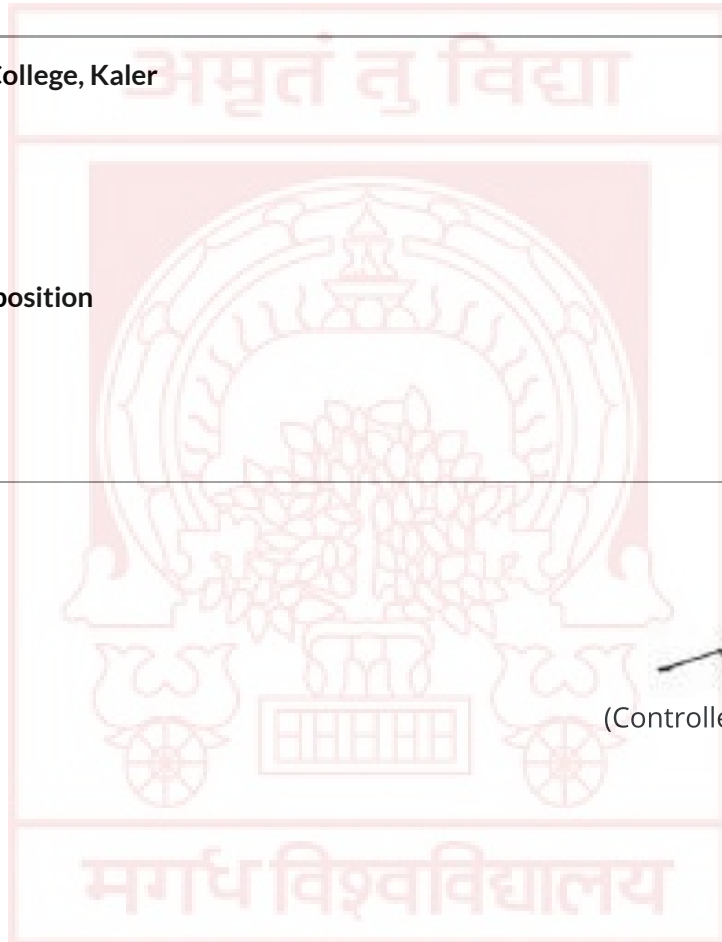 अमृतं तु विद्या
College, Kaler
position
(Controlle
मगध विश्वविद्यालय